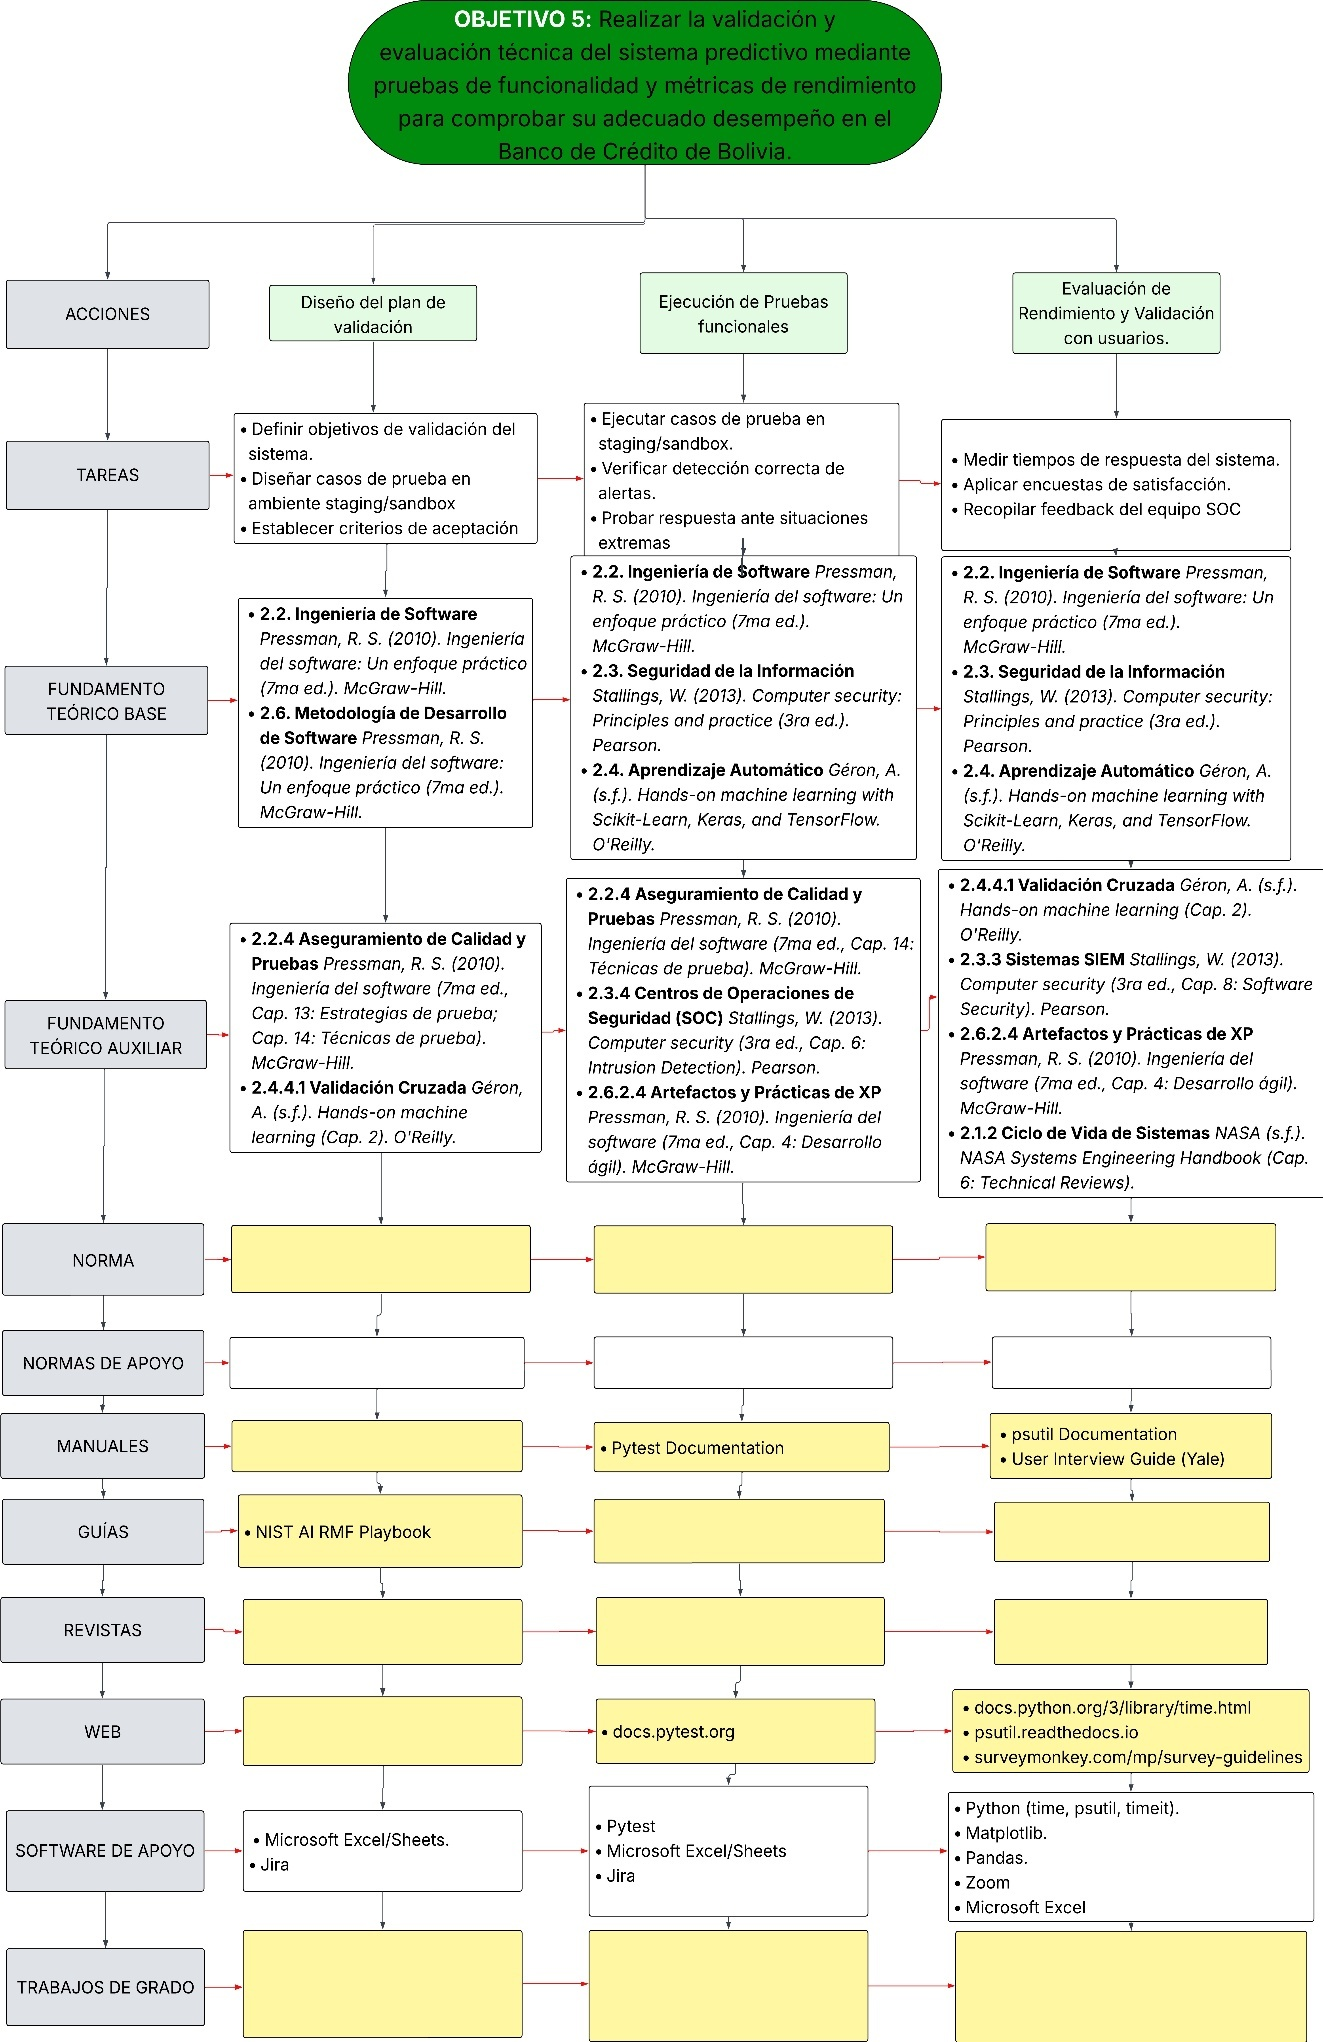 OBJETIVO 5: Realizar la validación y
evaluación técnica del sistema predictivo mediante
pruebas de funcionalidad y métricas de rendimiento
para comprobar su adecuado desempeño en el
Banco de Crédito de Bolivia.
ACCIONES
Diseño del plan de
validación
Ejecución de Pruebas
funcionales
Evaluación de
Rendimiento y Validación
con usuarios.
TAREAS
• Definir objetivos de validación del
sistema.
• Diseñar casos de prueba en
ambiente staging/sandbox
• Establecer criterios de aceptación
• Ejecutar casos de prueba en
staging/sandbox.
• Verificar detección correcta de
alertas.
• Probar respuesta ante situaciones
extremas
• Medir tiempos de respuesta del sistema.
• Aplicar encuestas de satisfacción.
• Recopilar feedback del equipo SOC
FUNDAMENTO
TEÓRICO BASE
• 2.2. Ingeniería de Software
Pressman, R. S. (2010). Ingeniería
del software: Un enfoque práctico
(7ma ed.). McGraw-Hill.
• 2.6. Metodología de Desarrollo
de Software Pressman, R. S.
(2010). Ingeniería del software:
Un enfoque práctico (7ma ed.).
McGraw-Hill.
• 2.2. Ingeniería de Software Pressman,
R. S. (2010). Ingeniería del software: Un
enfoque práctico (7ma ed.).
McGraw-Hill.
• 2.3. Seguridad de la Información
Stallings, W. (2013). Computer security:
Principles and practice (3ra ed.).
Pearson.
• 2.4. Aprendizaje Automático Géron, A.
(s.f.). Hands-on machine learning with
Scikit-Learn, Keras, and TensorFlow.
O'Reilly.
• 2.2. Ingeniería de Software Pressman,
R. S. (2010). Ingeniería del software: Un
enfoque práctico (7ma ed.).
McGraw-Hill.
• 2.3. Seguridad de la Información
Stallings, W. (2013). Computer security:
Principles and practice (3ra ed.).
Pearson.
• 2.4. Aprendizaje Automático Géron, A.
(s.f.). Hands-on machine learning with
Scikit-Learn, Keras, and TensorFlow.
O'Reilly.
FUNDAMENTO
TEÓRICO AUXILIAR
• 2.2.4 Aseguramiento de Calidad y
Pruebas Pressman, R. S. (2010).
Ingeniería del software (7ma ed.,
Cap. 13: Estrategias de prueba;
Cap. 14: Técnicas de prueba).
McGraw-Hill.
• 2.4.4.1 Validación Cruzada Géron,
A. (s.f.). Hands-on machine
learning (Cap. 2). O'Reilly.
• 2.2.4 Aseguramiento de Calidad y
Pruebas Pressman, R. S. (2010).
Ingeniería del software (7ma ed., Cap. 14:
Técnicas de prueba). McGraw-Hill.
• 2.3.4 Centros de Operaciones de
Seguridad (SOC) Stallings, W. (2013).
Computer security (3ra ed., Cap. 6:
Intrusion Detection). Pearson.
• 2.6.2.4 Artefactos y Prácticas de XP
Pressman, R. S. (2010). Ingeniería del
software (7ma ed., Cap. 4: Desarrollo
ágil). McGraw-Hill.
• 2.4.4.1 Validación Cruzada Géron, A. (s.f.).
Hands-on machine learning (Cap. 2).
O'Reilly.
• 2.3.3 Sistemas SIEM Stallings, W. (2013).
Computer security (3ra ed., Cap. 8: Software
Security). Pearson.
• 2.6.2.4 Artefactos y Prácticas de XP
Pressman, R. S. (2010). Ingeniería del
software (7ma ed., Cap. 4: Desarrollo ágil).
McGraw-Hill.
• 2.1.2 Ciclo de Vida de Sistemas NASA (s.f.).
NASA Systems Engineering Handbook (Cap.
6: Technical Reviews).
NORMA
NORMAS DE APOYO
MANUALES
• Pytest Documentation
• psutil Documentation
• User Interview Guide (Yale)
GUÍAS
• NIST AI RMF Playbook
REVISTAS
WEB
• docs.pytest.org
• docs.python.org/3/library/time.html
• psutil.readthedocs.io
• surveymonkey.com/mp/survey-guidelines
SOFTWARE DE APOYO
• Microsoft Excel/Sheets.
• Jira
• Pytest
• Microsoft Excel/Sheets
• Jira
• Python (time, psutil, timeit).
• Matplotlib.
• Pandas.
• Zoom
• Microsoft Excel
TRABAJOS DE GRADO